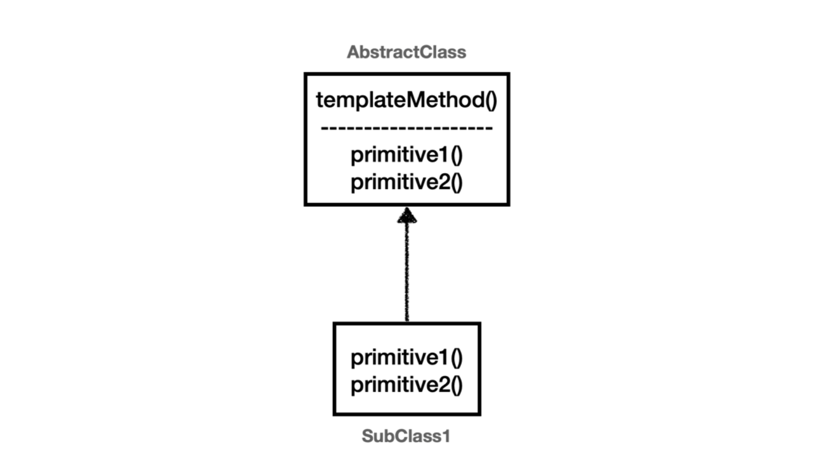 AbstractClass
templateMethod()
--------------------
primitive1()
primitive2()
primitive1()
primitive2()
SubClass1